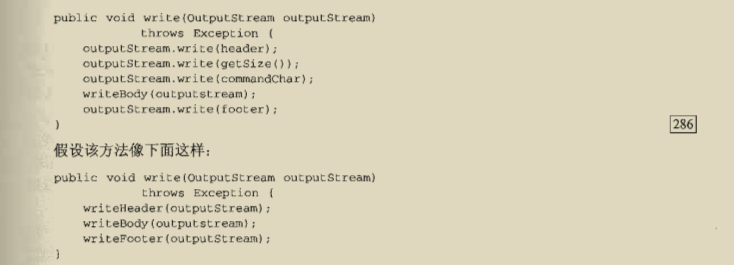 public void write(OutputStream outputStream)
throws Exception {
outputStream.write(header);
outputStream.write(getSize());
outputStream.write(commandChar);
writeBody(outputstream);
outputStream.write(footer);
}
286
假设该方法像下面这样：
public void write(OutputStream outputStream)
throws Exception {
writeHeader(outputStream);
writeBody(outputstream);
writeFooter(outputStream);
}